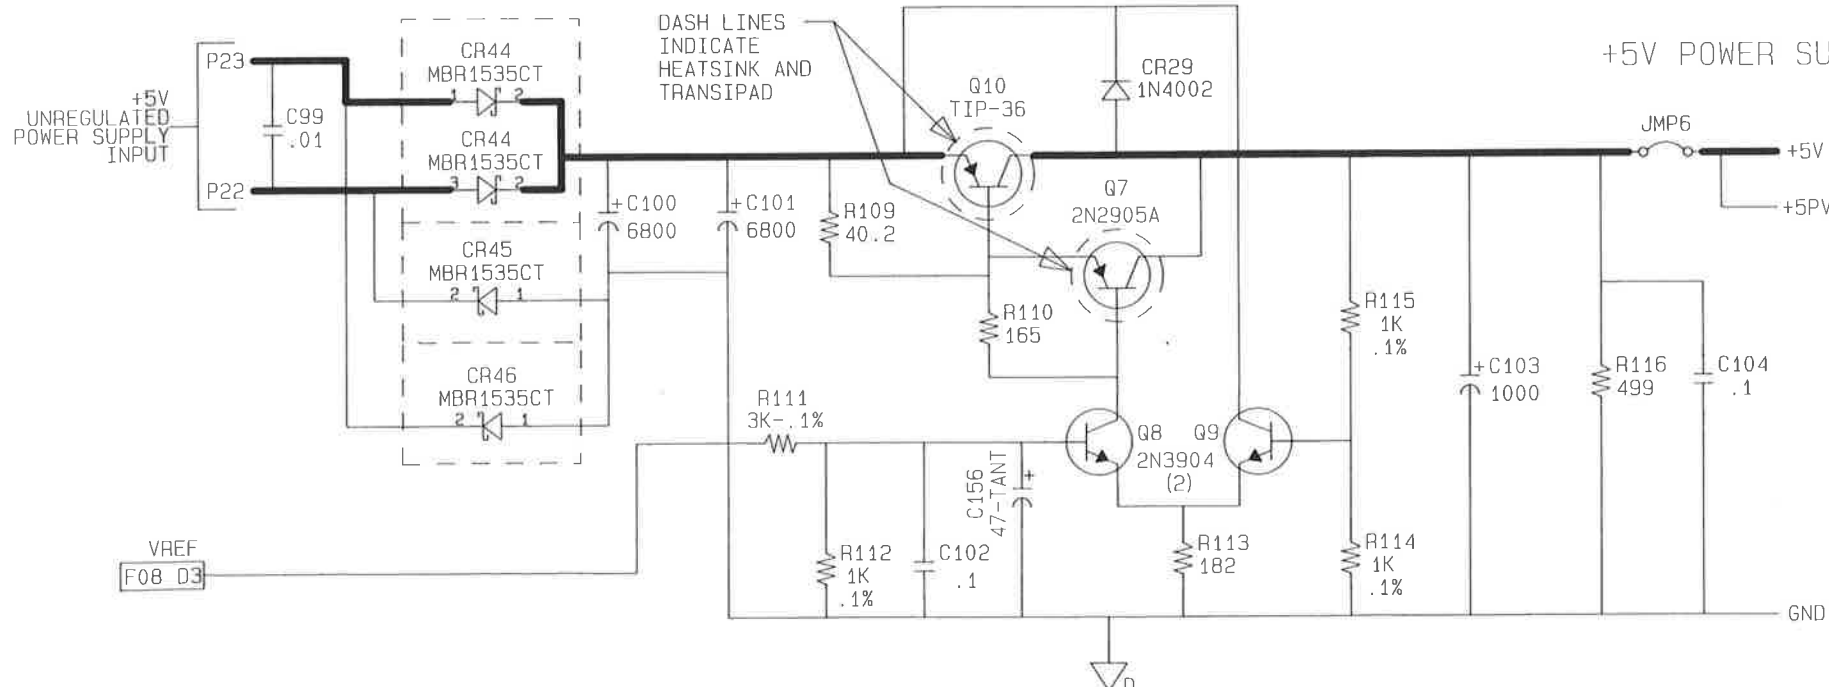 DASH LINES
INDICATE
HEATSINK AND
TRANSIPAD
+5V POWER SU
P23
CR44
MBR1535CT
1
2
+5V
UNREGULATED
POWER SUPPLY
INPUT
C99
.01
CR44
MBR1535CT
3
2
P22
Q10
TIP-36
CR29
1N4002
JMP6
+5V
+5PV
+C100
6800
+C101
6800
R109
40.2
Q7
2N2905A
CR45
MBR1535CT
2
1
R110
165
R115
1K
.1%
CR46
MBR1535CT
2
1
R111
3K-.1%
+C103
1000
R116
499
C104
.1
Q8
Q9
2N3904
(2)
C156
47-TANT
+
VREF
F08 D3
R112
1K
.1%
C102
.1
R113
182
R114
1K
.1%
GND
D